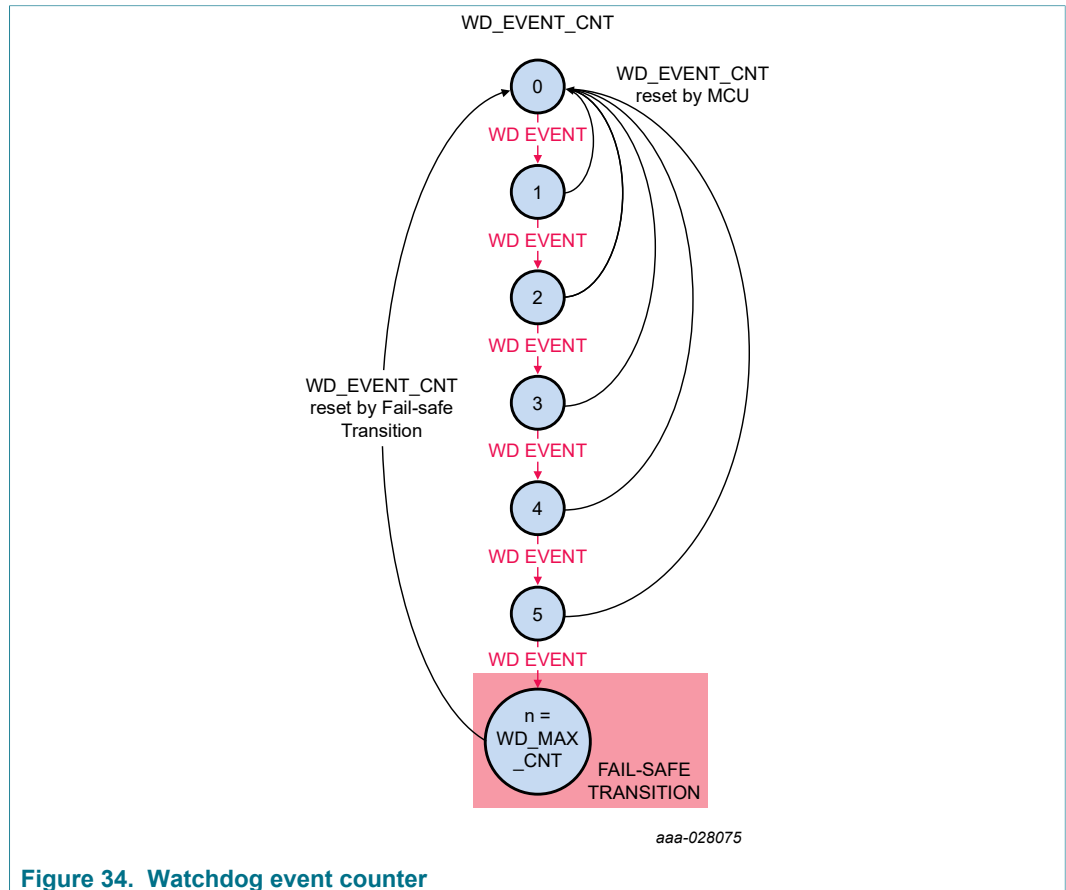 WD_EVENT_CNT
0
WD_EVENT_CNT
reset by MCU
WD EVENT
1
WD EVENT
2
WD EVENT
3
WD_EVENT_CNT
reset by Fail-safe
Transition
WD EVENT
4
WD EVENT
5
WD EVENT
n =
WD_MAX
_CNT
FAIL-SAFE
TRANSITION
aaa-028075
Figure 34. Watchdog event counter